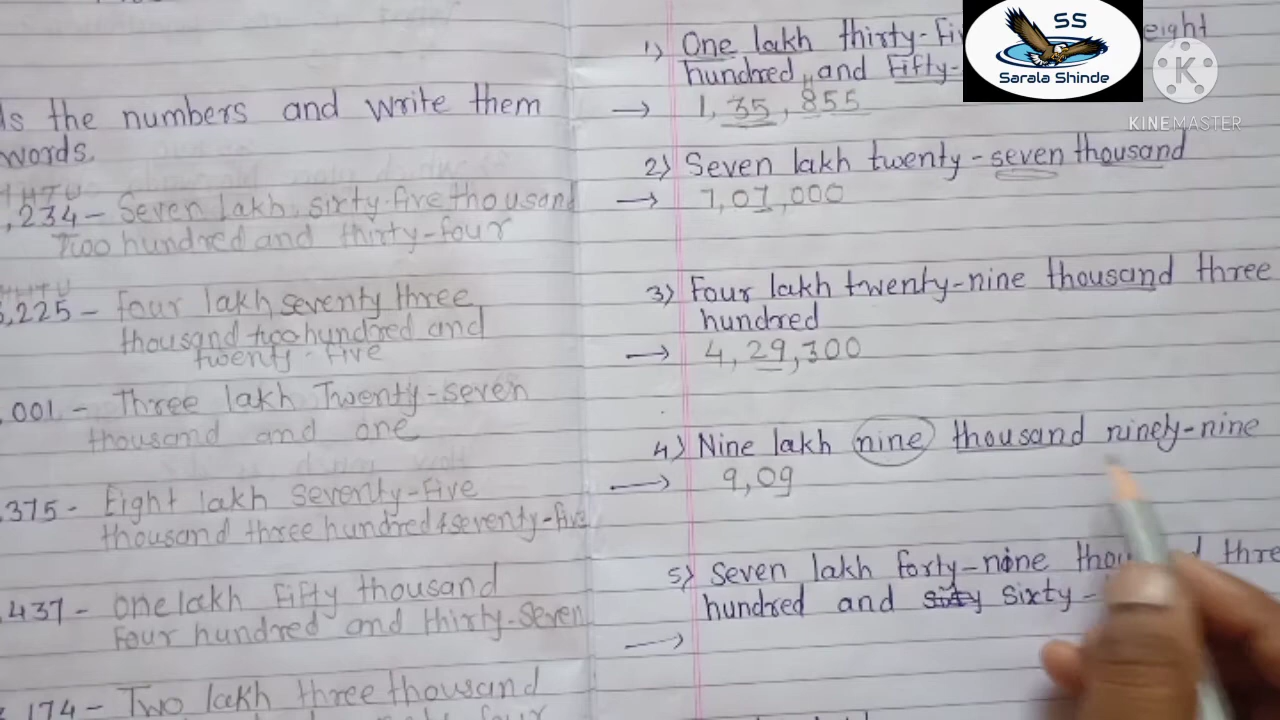 ds the numbers and write them
words.
T H T U
,234 - Seven lakh, sixty-five thousand
Two hundred and thirty-four
H T U
,225 - four lakh, seventy three
thousand two hundred and
twenty-five
001 - Three lakh Twenty-seven
thousand and one
375 - Eight lakh seventy-five
thousand three hundred & seventy-five
437 - one lakh Fifty thousand
Four hundred and thirty-seven
174 - Two lakh three thousand
four
1) One lakh thirty-Fiv eight
hundred, and Fifty-
→ 1,35,855
2) Seven lakh twenty-seven thousand
→ 7,07,000
3) Four lakh twenty-nine thousand three
hundred
→ 4,29,300
4) Nine lakh nine thousand ninety-nine
→ 9,09
5) Seven lakh forty-nine thou d thre
hundred and sixty-
→
SS
Sarala Shinde
K
KINEMASTER